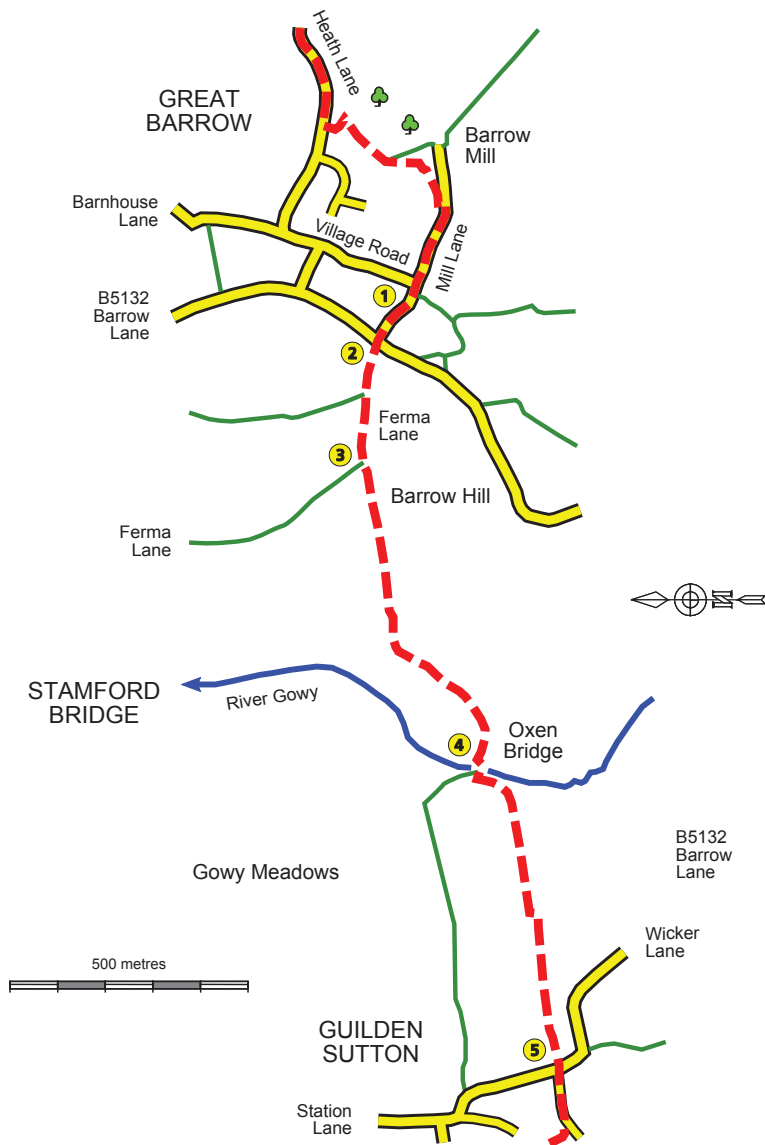 Heath Lane
GREAT
BARROW
Barrow
Mill
Barnhouse
Lane
Village Road
Mill Lane
1
B5132
Barrow
Lane
2
Ferma
Lane
3
Barrow Hill
Ferma
Lane
N
STAMFORD
BRIDGE
River Gowy
Oxen
Bridge
4
B5132
Barrow
Lane
Gowy Meadows
Wicker
Lane
500 metres
GUILDEN
SUTTON
5
Station
Lane